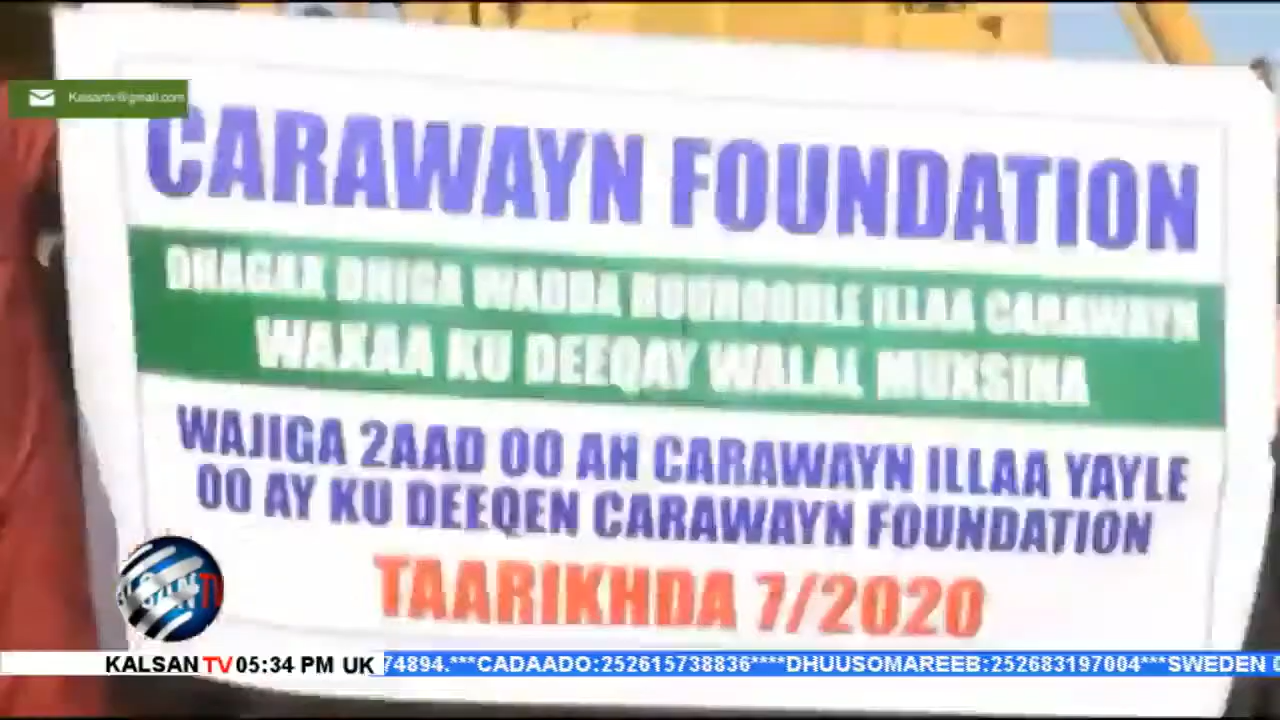 Kalsantv@gmail.com
CARAWAYN FOUNDATION
DHAGAX DHIGA WADDA BUUHOODLE ILLAA CARAWAYN
WAXAA KU DEEQAY WALAL MUXSINA
WAJIGA 2AAD OO AH CARAWAYN ILLAA YAYLE
OO AY KU DEEQEN CARAWAYN FOUNDATION
TAARIKHDA 7/2020
KALSAN TV 05:34 PM UK 74894.***CADAADO:252615738836****DHUUSOMAREEB:252683197004***SWEDEN